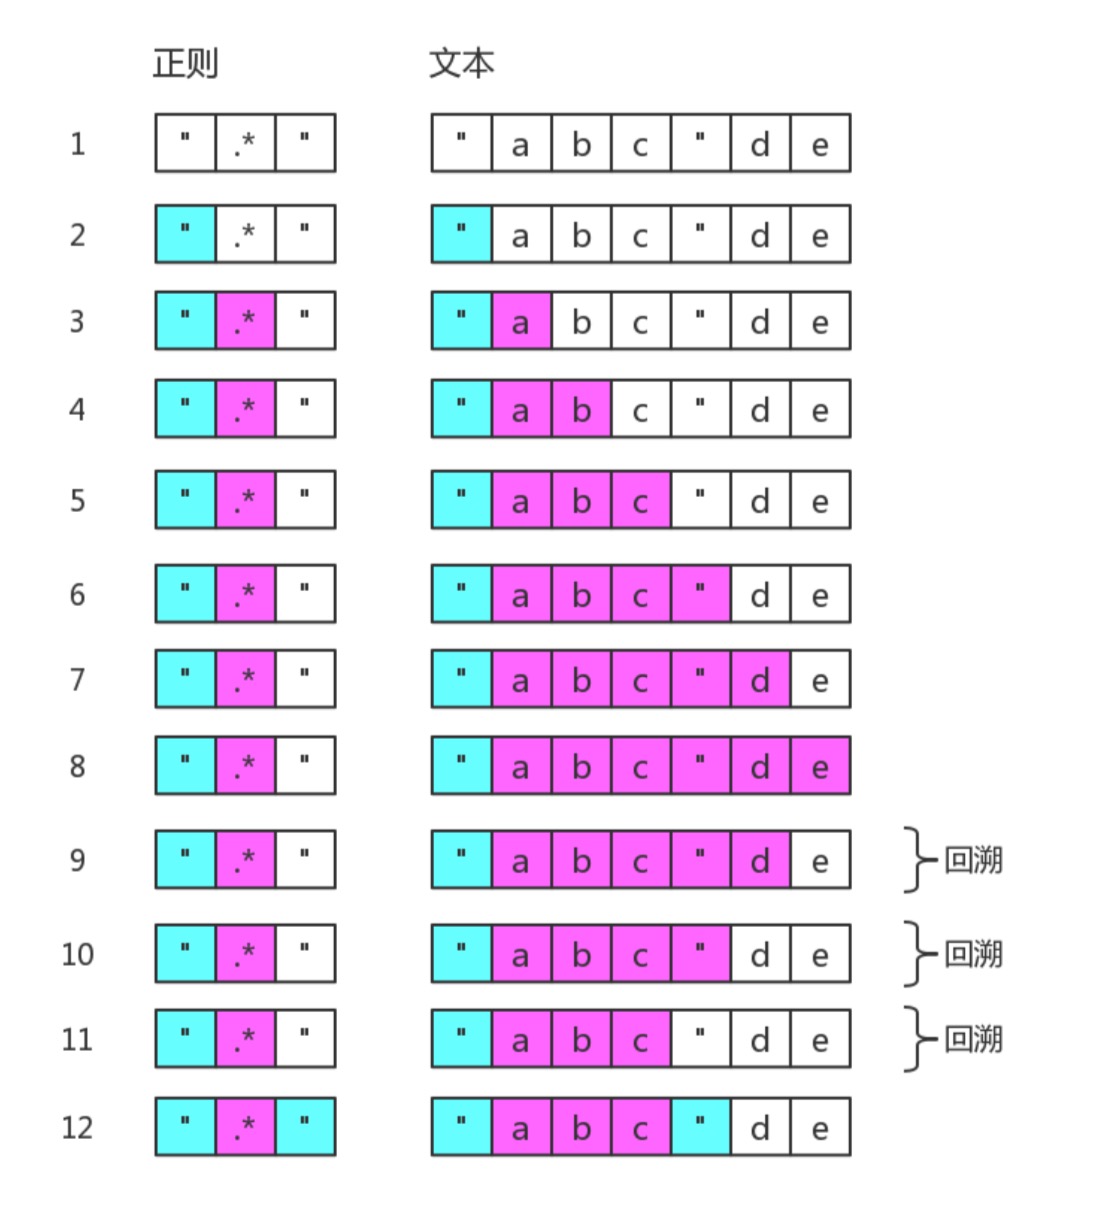 正则 文本
1 " .* " " a b c " d e
2 " .* " " a b c " d e
3 " .* " " a b c " d e
4 " .* " " a b c " d e
5 " .* " " a b c " d e
6 " .* " " a b c " d e
7 " .* " " a b c " d e
8 " .* " " a b c " d e
9 " .* " " a b c " d e 回溯
10 " .* " " a b c " d e 回溯
11 " .* " " a b c " d e 回溯
12 " .* " " a b c " d e